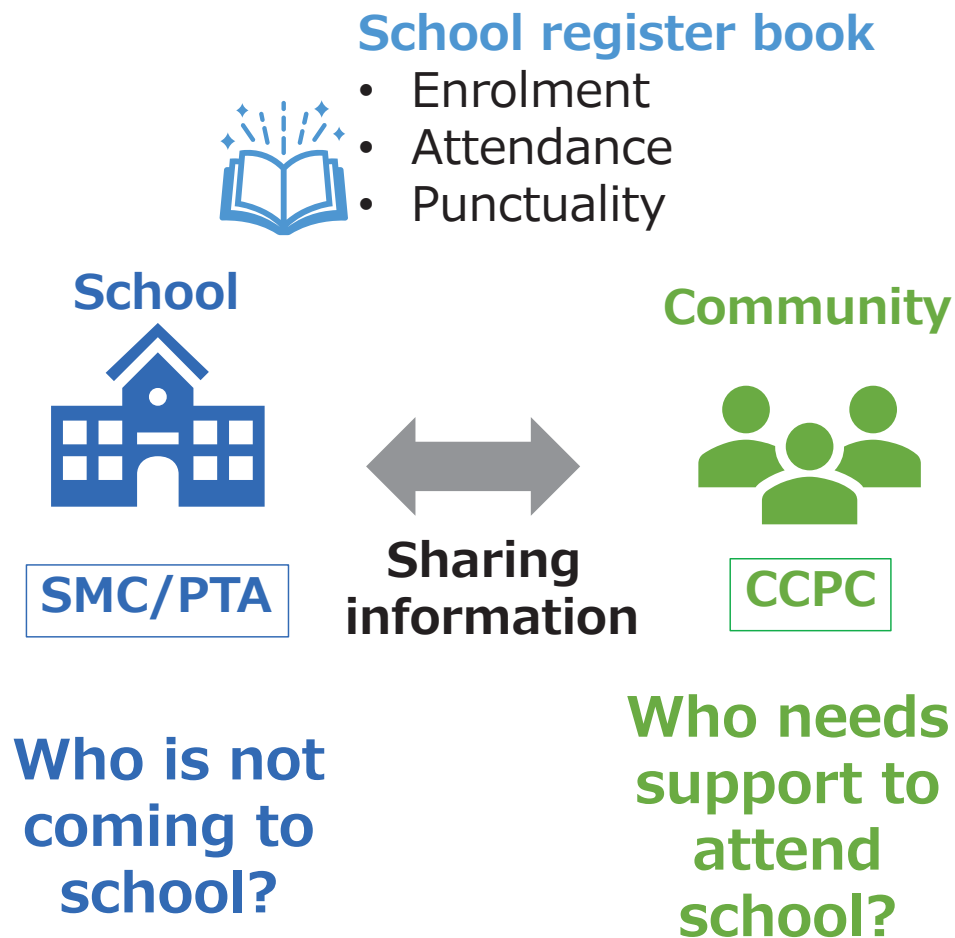 School register book
• Enrolment
• Attendance
• Punctuality
School
Community
Sharing
information
SMC/PTA
CCPC
Who is not
coming to
school?
Who needs
support to
attend
school?